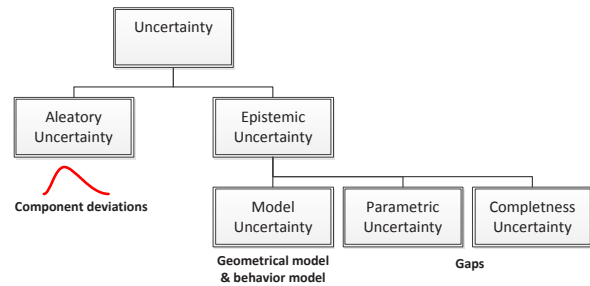 Uncertainty
Aleatory
Uncertainty
Epistemic
Uncertainty
Component deviations
Model
Uncertainty
Parametric
Uncertainty
Completness
Uncertainty
Geometrical model
& behavior model
Gaps